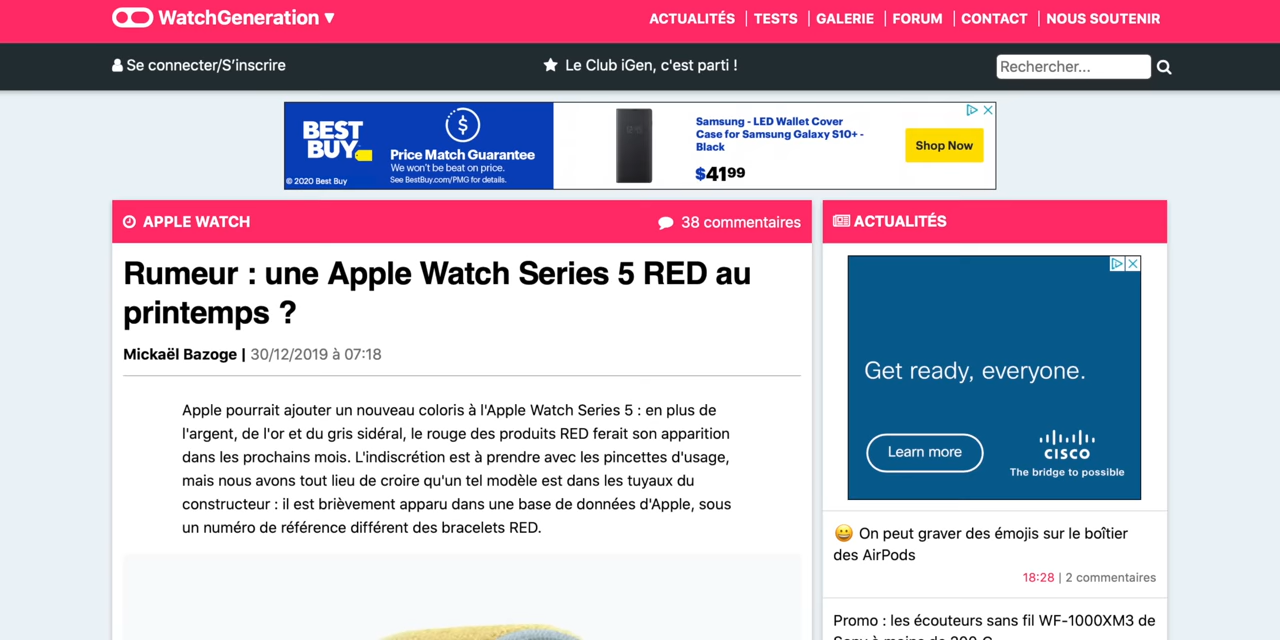 WatchGeneration ▼
ACTUALITÉS | TESTS | GALERIE | FORUM | CONTACT | NOUS SOUTENIR
Se connecter/S’inscrire
★ Le Club iGen, c'est parti !
Rechercher...
BEST
BUY
© 2020 Best Buy
$
Price Match Guarantee
We won't be beat on price.
See BestBuy.com/PMG for details.
Samsung - LED Wallet Cover
Case for Samsung Galaxy S10+ -
Black
$4199
Shop Now
APPLE WATCH
38 commentaires
Rumeur : une Apple Watch Series 5 RED au
printemps ?
Mickaël Bazoge | 30/12/2019 à 07:18
Apple pourrait ajouter un nouveau coloris à l'Apple Watch Series 5 : en plus de
l'argent, de l'or et du gris sidéral, le rouge des produits RED ferait son apparition
dans les prochains mois. L'indiscrétion est à prendre avec les pincettes d'usage,
mais nous avons tout lieu de croire qu'un tel modèle est dans les tuyaux du
constructeur : il est brièvement apparu dans une base de données d'Apple, sous
un numéro de référence différent des bracelets RED.
ACTUALITÉS
Get ready, everyone.
Learn more
CISCO
The bridge to possible
😀 On peut graver des émojis sur le boîtier
des AirPods
18:28 | 2 commentaires
Promo : les écouteurs sans fil WF-1000XM3 de
Sony à moins de 200 €